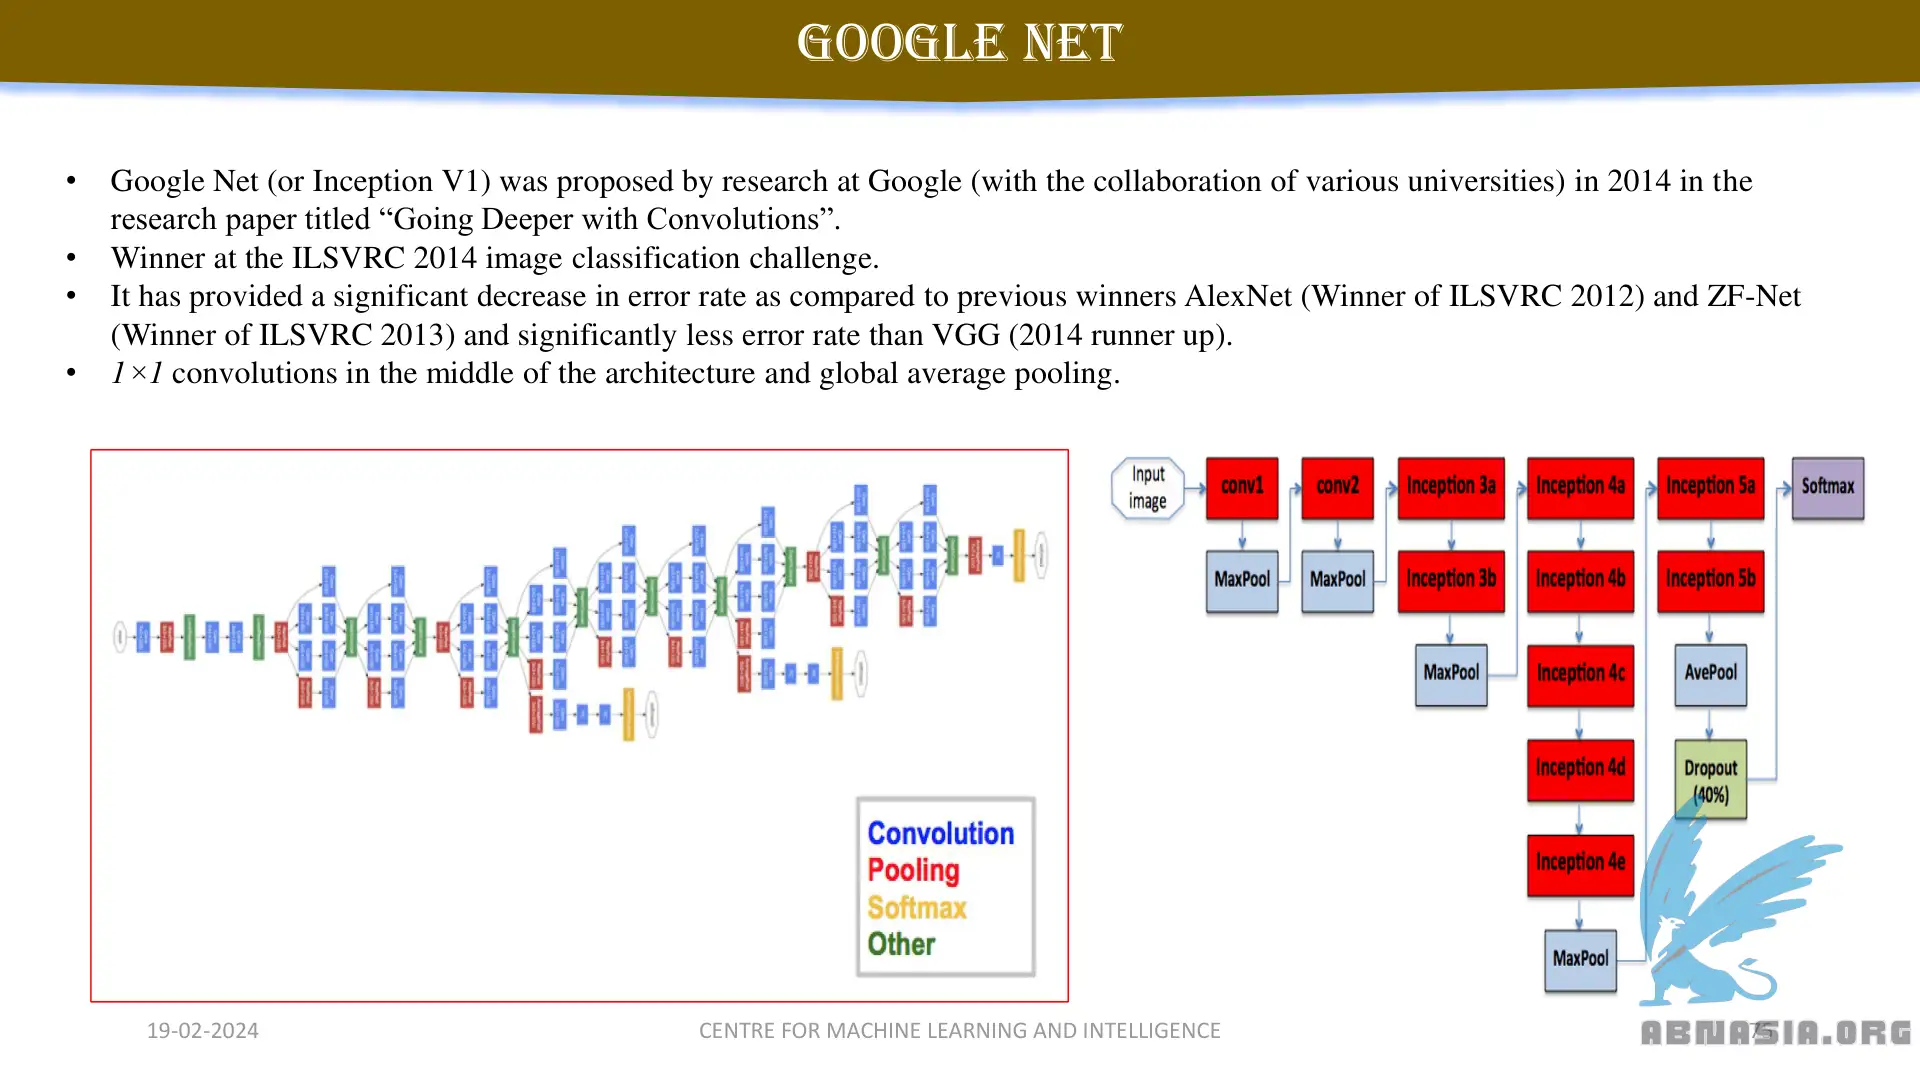 GOOGLE NET
• Google Net (or Inception V1) was proposed by research at Google (with the collaboration of various universities) in 2014 in the
research paper titled “Going Deeper with Convolutions”.
• Winner at the ILSVRC 2014 image classification challenge.
• It has provided a significant decrease in error rate as compared to previous winners AlexNet (Winner of ILSVRC 2012) and ZF-Net
(Winner of ILSVRC 2013) and significantly less error rate than VGG (2014 runner up).
• 1×1 convolutions in the middle of the architecture and global average pooling.
Convolution
Pooling
Softmax
Other
Input
image
conv1
conv2
Inception 3a
Inception 4a
Inception 5a
Softmax
MaxPool
MaxPool
Inception 3b
Inception 4b
Inception 5b
MaxPool
Inception 4c
AvePool
Inception 4d
Dropout
(40%)
Inception 4e
MaxPool
19-02-2024
CENTRE FOR MACHINE LEARNING AND INTELLIGENCE
ABNASIA.ORG